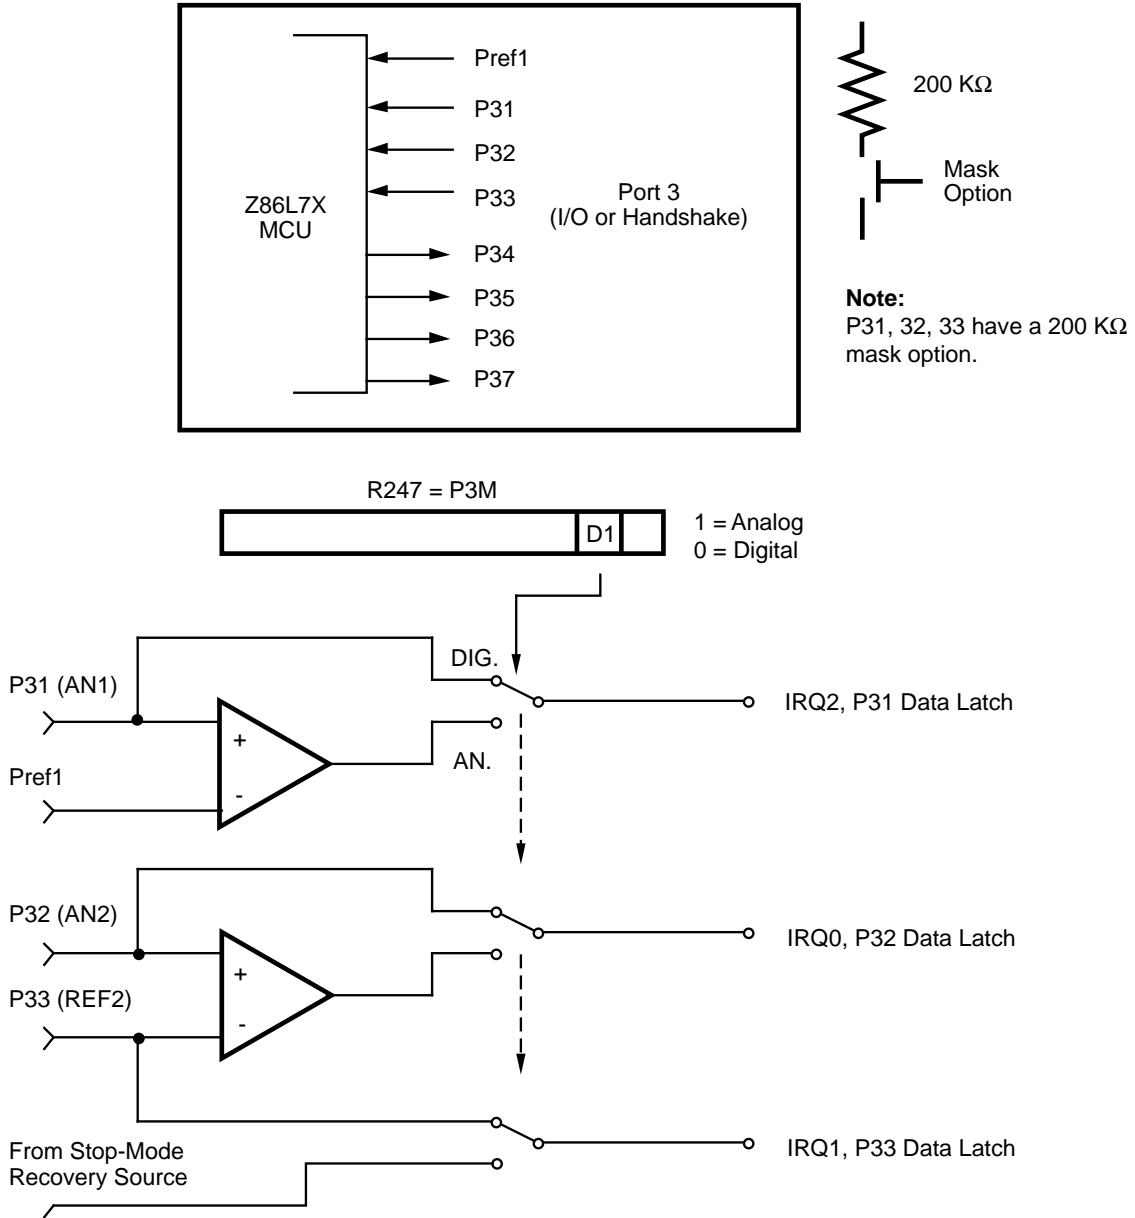 Pref1
P31
P32
P33
P34
P35
P36
P37
Z86L7X
MCU
Port 3
(I/O or Handshake)
200 KΩ
Mask
Option
Note:
P31, 32, 33 have a 200 KΩ
mask option.
R247 = P3M
D1
1 = Analog
0 = Digital
DIG.
P31 (AN1)
+
-
Pref1
AN.
IRQ2, P31 Data Latch
P32 (AN2)
+
-
P33 (REF2)
IRQ0, P32 Data Latch
From Stop-Mode
Recovery Source
IRQ1, P33 Data Latch